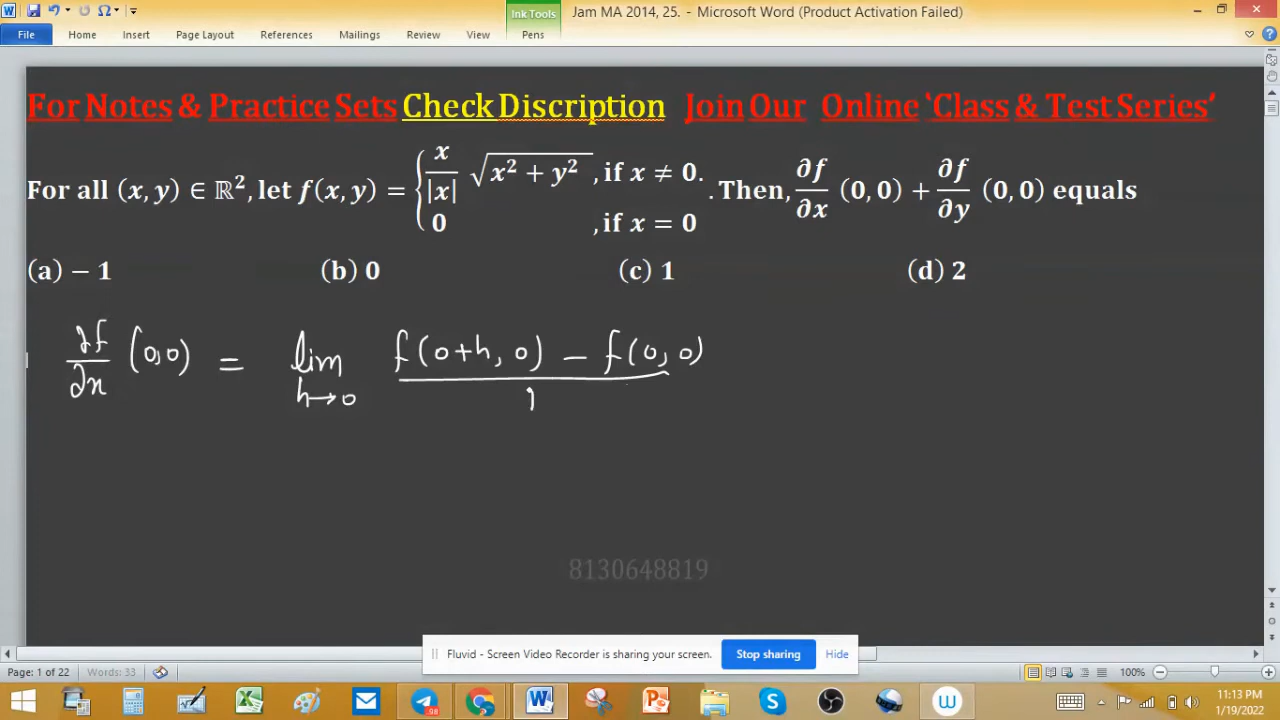 Jam MA 2014, 25. - Microsoft Word (Product Activation Failed)
Ink Tools
File Home Insert Page Layout References Mailings Review View Pens
For Notes & Practice Sets Check Discription Join Our Online 'Class & Test Series'
For all (x, y) ∈ ℝ², let f(x, y) = { x/|x| √(x² + y²) , if x ≠ 0. 0 , if x = 0 . Then, ∂f/∂x (0, 0) + ∂f/∂y (0, 0) equals
(a) − 1 (b) 0 (c) 1 (d) 2
∂f/∂x (0,0) = lim h→0 f(0+h, 0) − f(0, 0)
8130648819
Fluvid - Screen Video Recorder is sharing your screen. Stop sharing Hide
Page: 1 of 22 Words: 33 100%
98
W
11:13 PM
1/19/2022